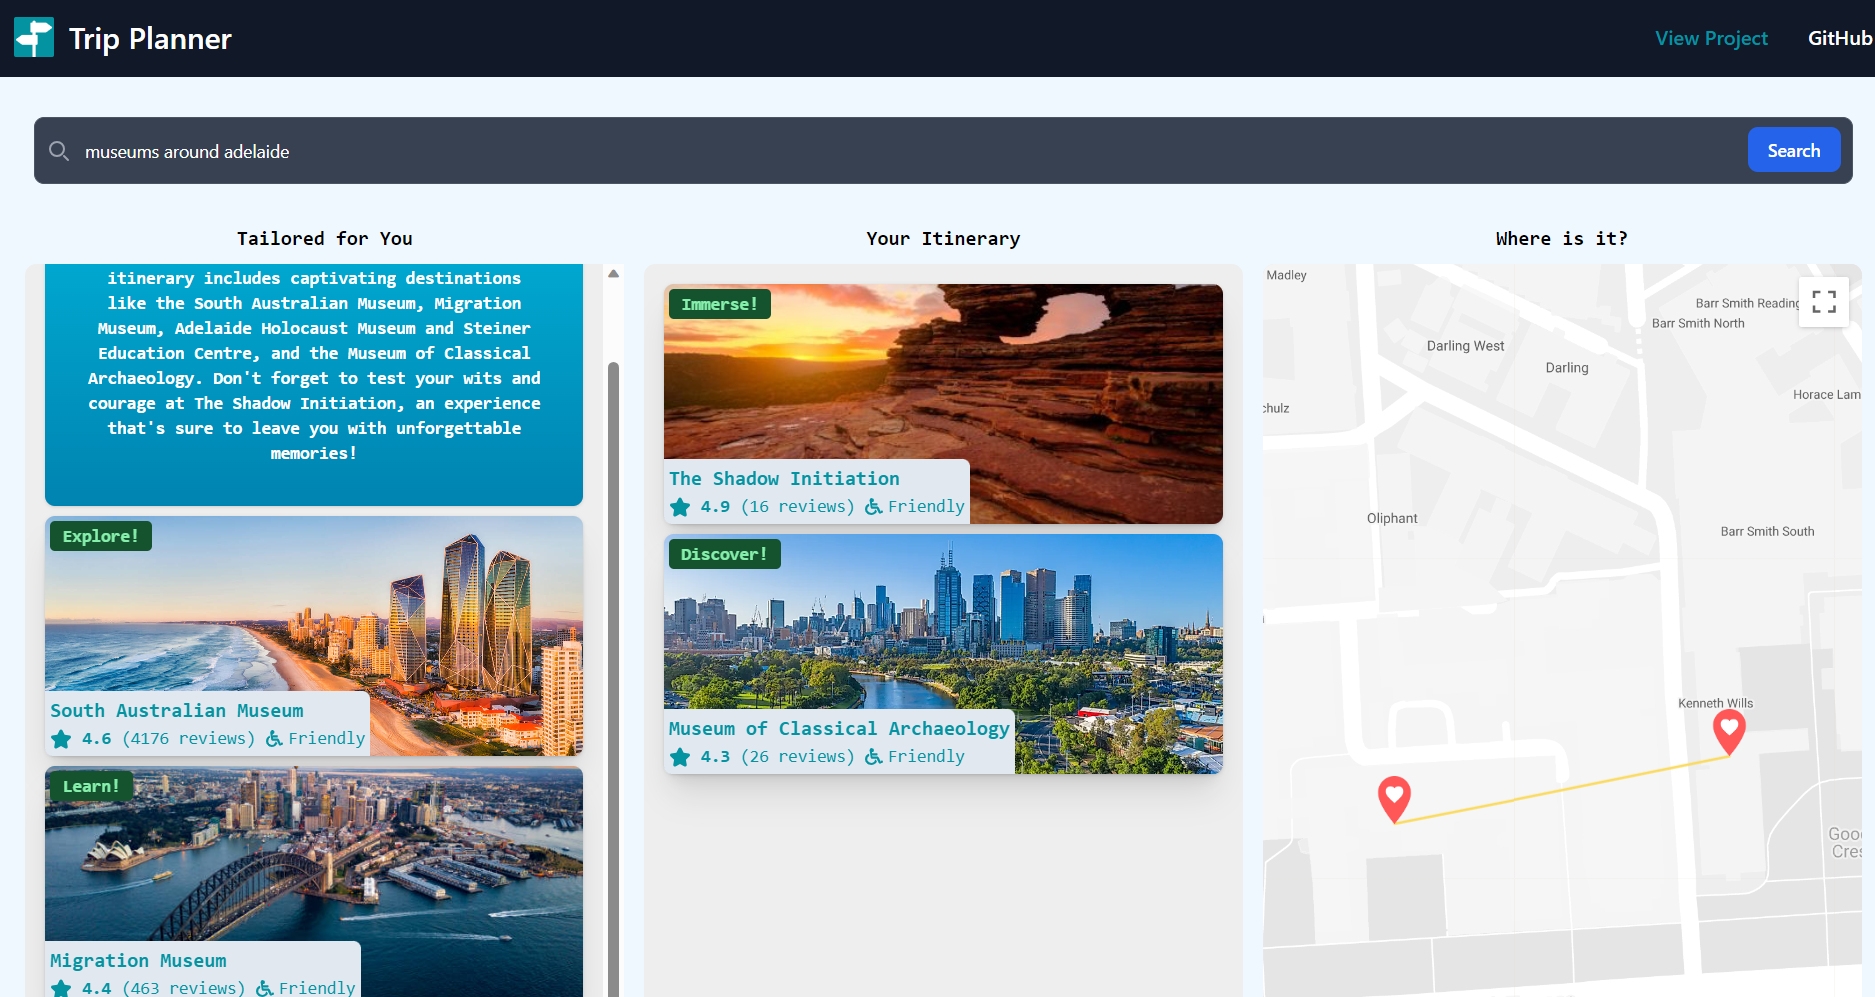 Trip Planner
View Project
GitHub
museums around adelaide
Search
Tailored for You
itinerary includes captivating destinations
like the South Australian Museum, Migration
Museum, Adelaide Holocaust Museum and Steiner
Education Centre, and the Museum of Classical
Archaeology. Don't forget to test your wits and
courage at The Shadow Initiation, an experience
that's sure to leave you with unforgettable
memories!
Explore!
South Australian Museum
4.6 (4176 reviews) Friendly
Learn!
Migration Museum
4.4 (463 reviews) Friendly
Your Itinerary
Immerse!
The Shadow Initiation
4.9 (16 reviews) Friendly
Discover!
Museum of Classical Archaeology
4.3 (26 reviews) Friendly
Where is it?
Madley
Barr Smith Reading
Barr Smith North
Darling West
Darling
Horace Lam
chulz
Oliphant
Barr Smith South
Kenneth Wills
Goo
Cres